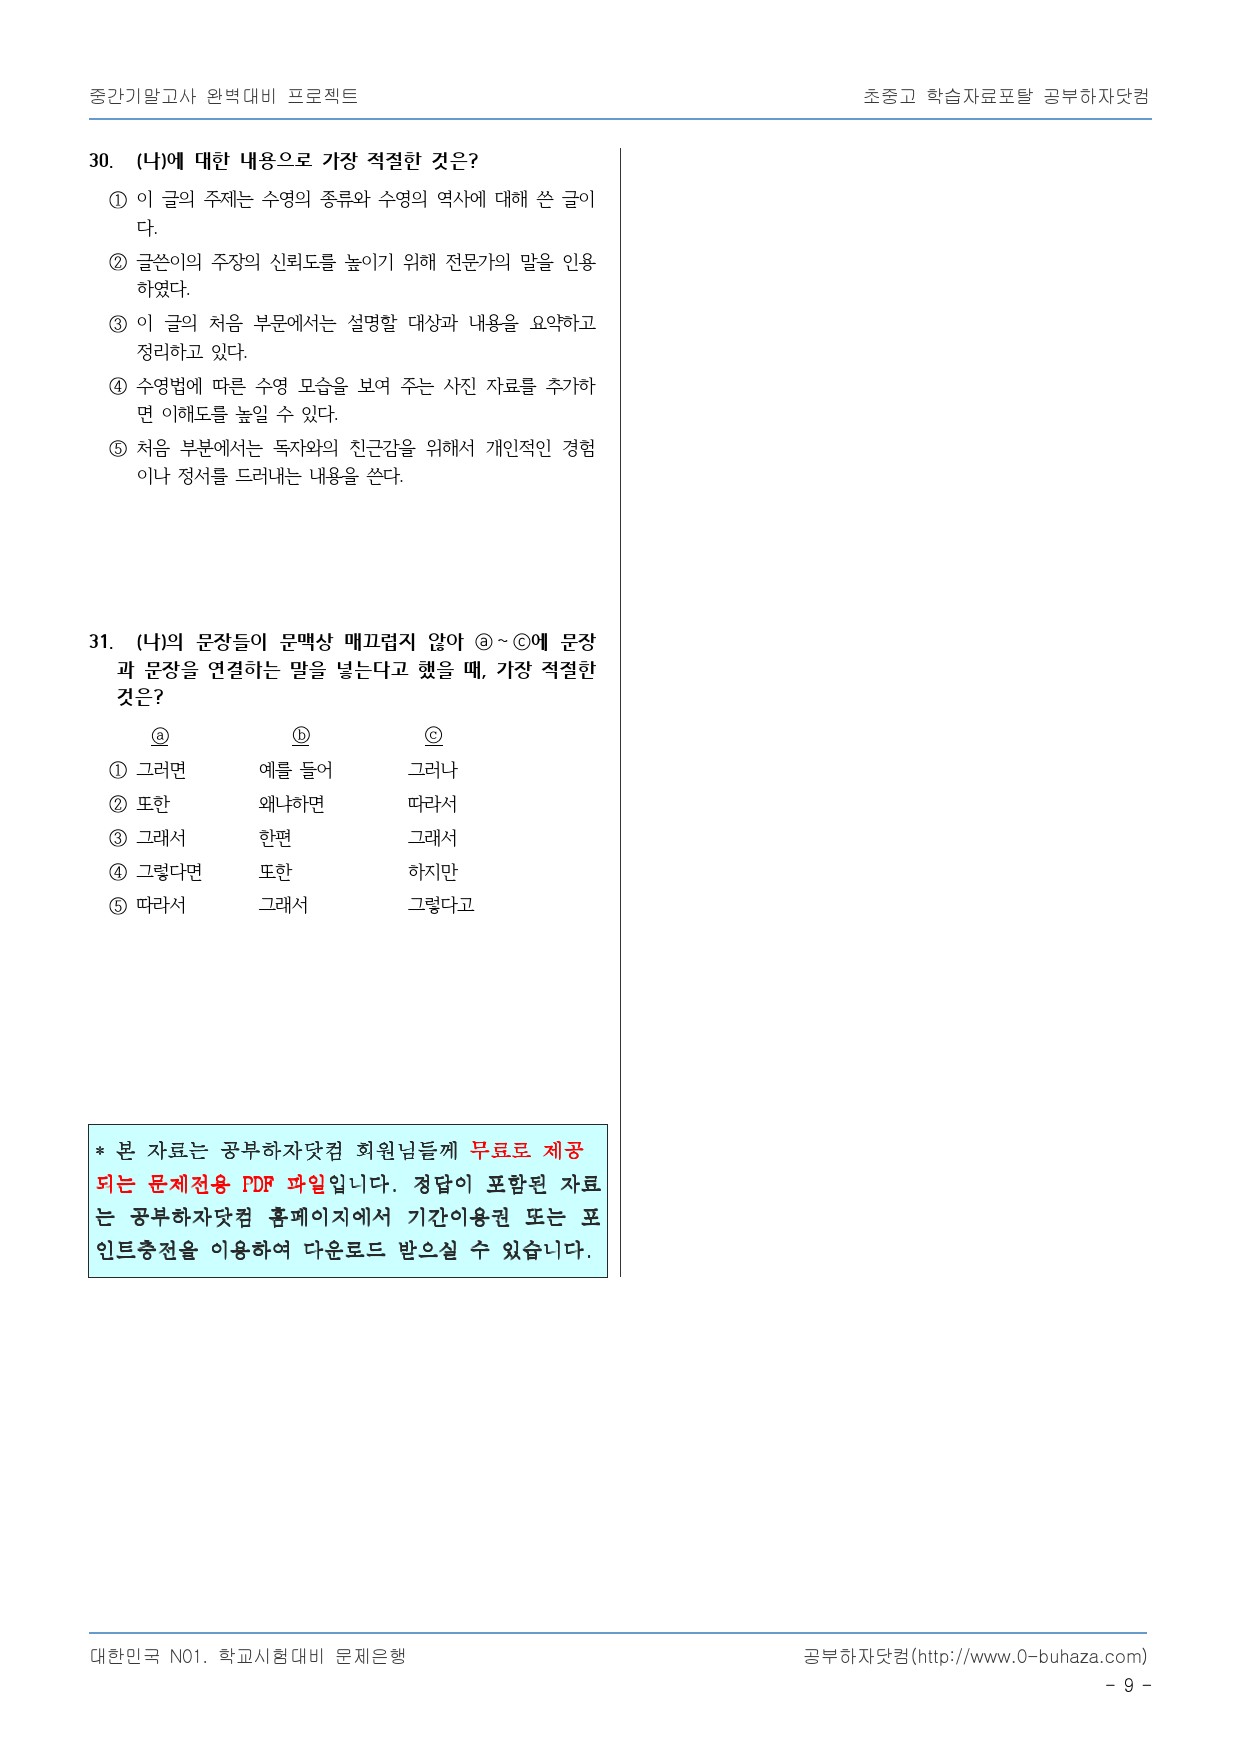 중간기말고사 완벽대비 프로젝트
초중고 학습자료포탈 공부하자닷컴
30. (나)에 대한 내용으로 가장 적절한 것은?
① 이 글의 주제는 수영의 종류와 수영의 역사에 대해 쓴 글이
다.
② 글쓴이의 주장의 신뢰도를 높이기 위해 전문가의 말을 인용
하였다.
③ 이 글의 처음 부문에서는 설명할 대상과 내용을 요약하고
정리하고 있다.
④ 수영법에 따른 수영 모습을 보여 주는 사진 자료를 추가하
면 이해도를 높일 수 있다.
⑤ 처음 부분에서는 독자와의 친근감을 위해서 개인적인 경험
이나 정서를 드러내는 내용을 쓴다.
31. (나)의 문장들이 문맥상 매끄럽지 않아 ⓐ~ⓒ에 문장
과 문장을 연결하는 말을 넣는다고 했을 때, 가장 적절한
것은?
ⓐ ⓑ ⓒ
① 그러면 예를 들어 그러나
② 또한 왜냐하면 따라서
③ 그래서 한편 그래서
④ 그렇다면 또한 하지만
⑤ 따라서 그래서 그렇다고
* 본 자료는 공부하자닷컴 회원님들께 무료로 제공
되는 문제전용 PDF 파일입니다. 정답이 포함된 자료
는 공부하자닷컴 홈페이지에서 기간이용권 또는 포
인트충전을 이용하여 다운로드 받으실 수 있습니다.
대한민국 N01. 학교시험대비 문제은행
공부하자닷컴(http://www.0-buhaza.com)
- 9 -